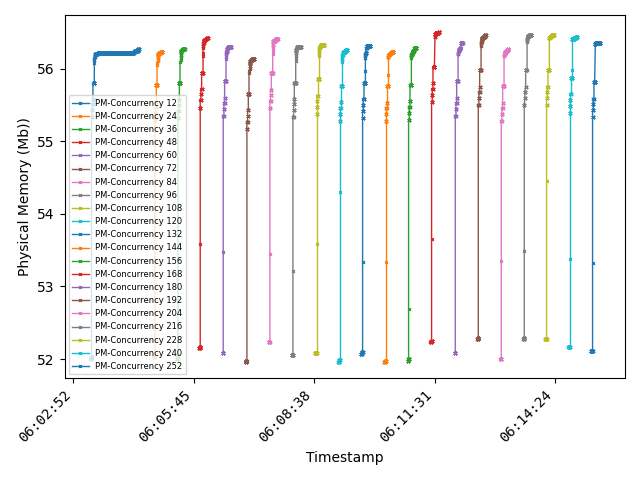 56
55
54
53
52
Physical Memory (Mb))
PM-Concurrency 12
PM-Concurrency 24
PM-Concurrency 36
PM-Concurrency 48
PM-Concurrency 60
PM-Concurrency 72
PM-Concurrency 84
PM-Concurrency 96
PM-Concurrency 108
PM-Concurrency 120
PM-Concurrency 132
PM-Concurrency 144
PM-Concurrency 156
PM-Concurrency 168
PM-Concurrency 180
PM-Concurrency 192
PM-Concurrency 204
PM-Concurrency 216
PM-Concurrency 228
PM-Concurrency 240
PM-Concurrency 252
06:02:52
06:05:45
06:08:38
06:11:31
06:14:24
Timestamp